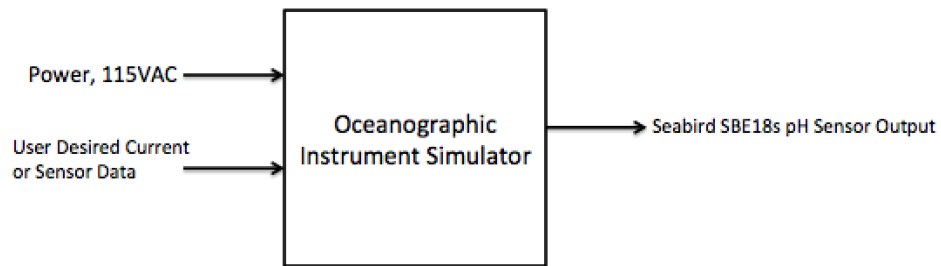 Power, 115VAC
User Desired Current
or Sensor Data
Oceanographic
Instrument Simulator
Seabird SBE18s pH Sensor Output